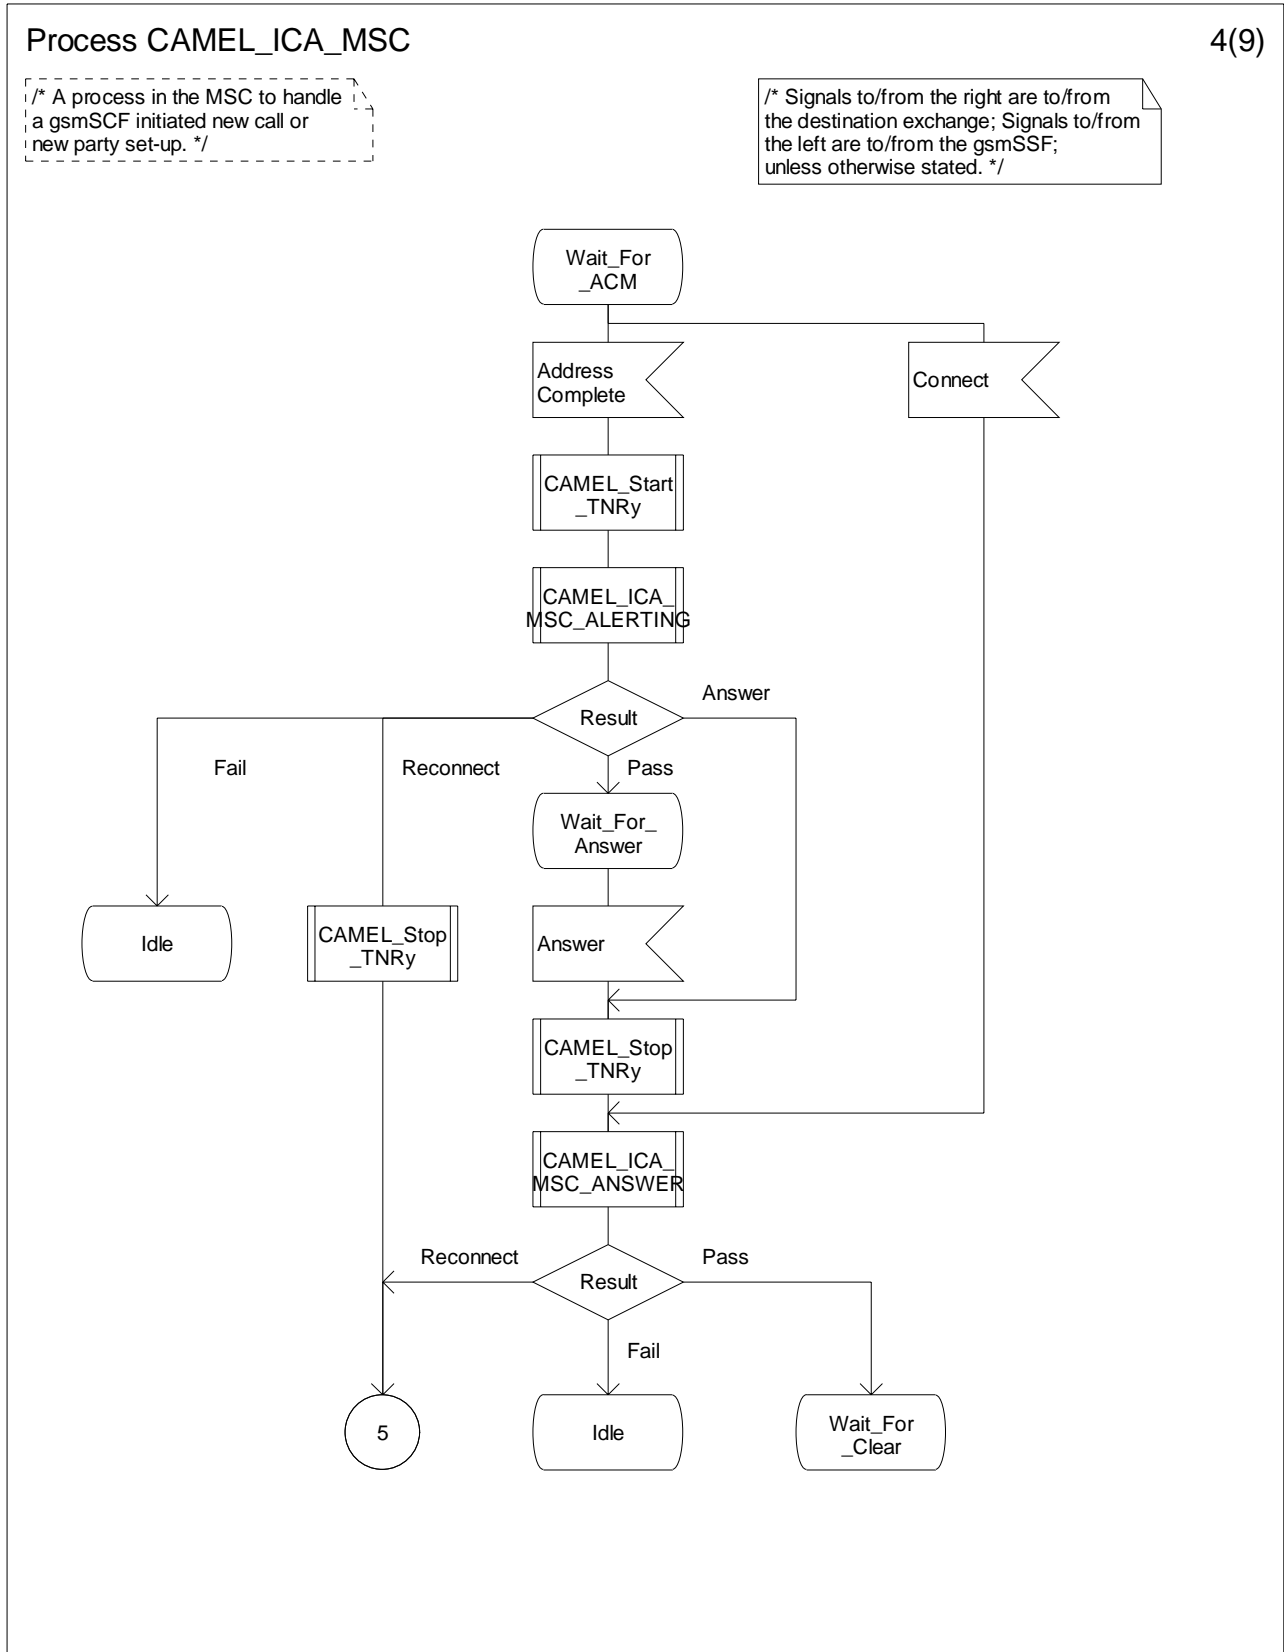 Process CAMEL_ICA_MSC
4(9)
/* A process in the MSC to handle
a gsmSCF initiated new call or
new party set-up. */
/* Signals to/from the right are to/from
the destination exchange; Signals to/from
the left are to/from the gsmSSF;
unless otherwise stated. */
Wait_For
_ACM
Address
Complete
Connect
CAMEL_Start
_TNRy
CAMEL_ICA_
MSC_ALERTING
Answer
Result
Fail
Reconnect
Pass
Wait_For_
Answer
Idle
CAMEL_Stop
_TNRy
Answer
CAMEL_Stop
_TNRy
CAMEL_ICA_
MSC_ANSWER
Reconnect
Pass
Result
Fail
5
Idle
Wait_For
_Clear